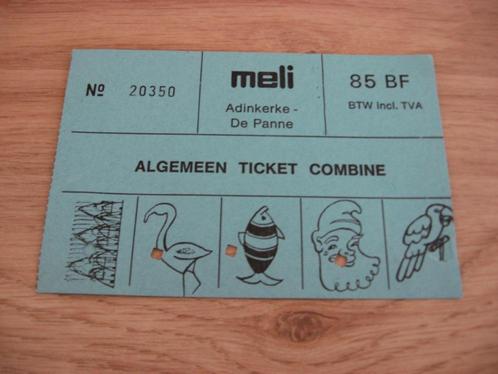 Nº 20350
meli
Adinkerke -
De Panne
85 BF
BTW incl. TVA
ALGEMEEN TICKET COMBINE